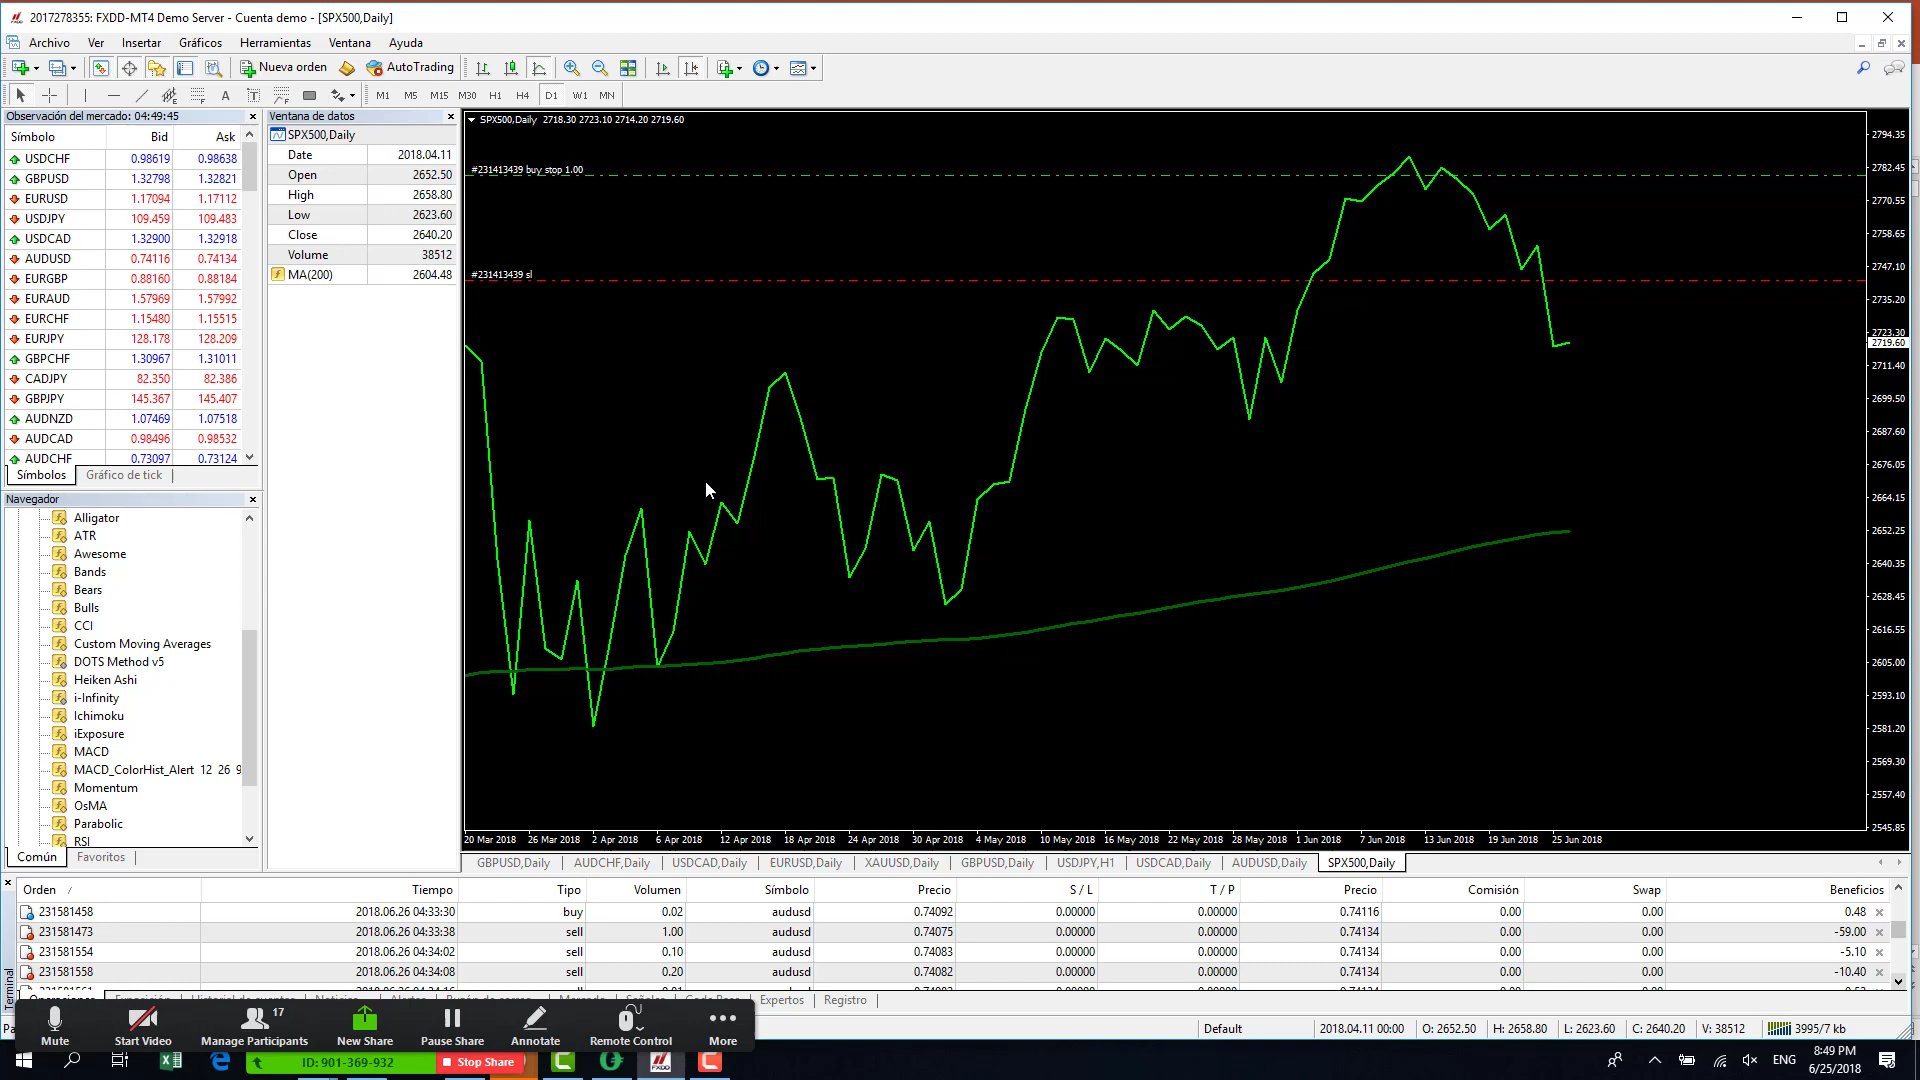 2017278355: FXDD-MT4 Demo Server - Cuenta demo - [SPX500,Daily]
Archivo Ver Insertar Gráficos Herramientas Ventana Ayuda
Nueva orden AutoTrading
M1 M5 M15 M30 H1 H4 D1 W1 MN
Observación del mercado: 04:49:45
Símbolo Bid Ask
USDCHF 0.98619 0.98638
GBPUSD 1.32798 1.32821
EURUSD 1.17094 1.17112
USDJPY 109.459 109.483
USDCAD 1.32900 1.32918
AUDUSD 0.74116 0.74134
EURGBP 0.88160 0.88184
EURAUD 1.57969 1.57992
EURCHF 1.15480 1.15515
EURJPY 128.178 128.209
GBPCHF 1.30967 1.31011
CADJPY 82.350 82.386
GBPJPY 145.367 145.407
AUDNZD 1.07469 1.07518
AUDCAD 0.98496 0.98532
AUDCHF 0.73097 0.73124
Símbolos Gráfico de tick
Navegador
Alligator
ATR
Awesome
Bands
Bears
Bulls
CCI
Custom Moving Averages
DOTS Method v5
Heiken Ashi
i-Infinity
Ichimoku
iExposure
MACD
MACD_ColorHist_Alert 12 26 9
Momentum
OsMA
Parabolic
RSI
Común Favoritos
Ventana de datos
SPX500,Daily
Date 2018.04.11
Open 2652.50
High 2658.80
Low 2623.60
Close 2640.20
Volume 38512
MA(200) 2604.48
SPX500,Daily 2718.30 2723.10 2714.20 2719.60
#231413439 buy stop 1.00
#231413439 sl
2794.35
2782.45
2770.55
2758.65
2747.10
2735.20
2723.30
2719.60
2711.40
2699.50
2687.60
2676.05
2664.15
2652.25
2640.35
2628.45
2616.55
2605.00
2593.10
2581.20
2569.30
2557.40
2545.85
20 Mar 2018 26 Mar 2018 2 Apr 2018 6 Apr 2018 12 Apr 2018 18 Apr 2018 24 Apr 2018 30 Apr 2018 4 May 2018 10 May 2018 16 May 2018 22 May 2018 28 May 2018 1 Jun 2018 7 Jun 2018 13 Jun 2018 19 Jun 2018 25 Jun 2018
GBPUSD,Daily AUDCHF,Daily USDCAD,Daily EURUSD,Daily XAUUSD,Daily GBPUSD,Daily USDJPY,H1 USDCAD,Daily AUDUSD,Daily SPX500,Daily
Orden / Tiempo Tipo Volumen Símbolo Precio S / L T / P Precio Comisión Swap Beneficios
231581458 2018.06.26 04:33:30 buy 0.02 audusd 0.74092 0.00000 0.00000 0.74116 0.00 0.00 0.48
231581473 2018.06.26 04:33:38 sell 1.00 audusd 0.74075 0.00000 0.00000 0.74134 0.00 0.00 -59.00
231581554 2018.06.26 04:34:02 sell 0.10 audusd 0.74083 0.00000 0.00000 0.74134 0.00 0.00 -5.10
231581558 2018.06.26 04:34:08 sell 0.20 audusd 0.74082 0.00000 0.00000 0.74134 0.00 0.00 -10.40
Terminal
Expertos Registro
Default 2018.04.11 00:00 O: 2652.50 H: 2658.80 L: 2623.60 C: 2640.20 V: 38512 3995/7 kb
17
Mute Start Video Manage Participants New Share Pause Share Annotate Remote Control More
ID: 901-369-932 Stop Share
FXDD
ENG
8:49 PM
6/25/2018